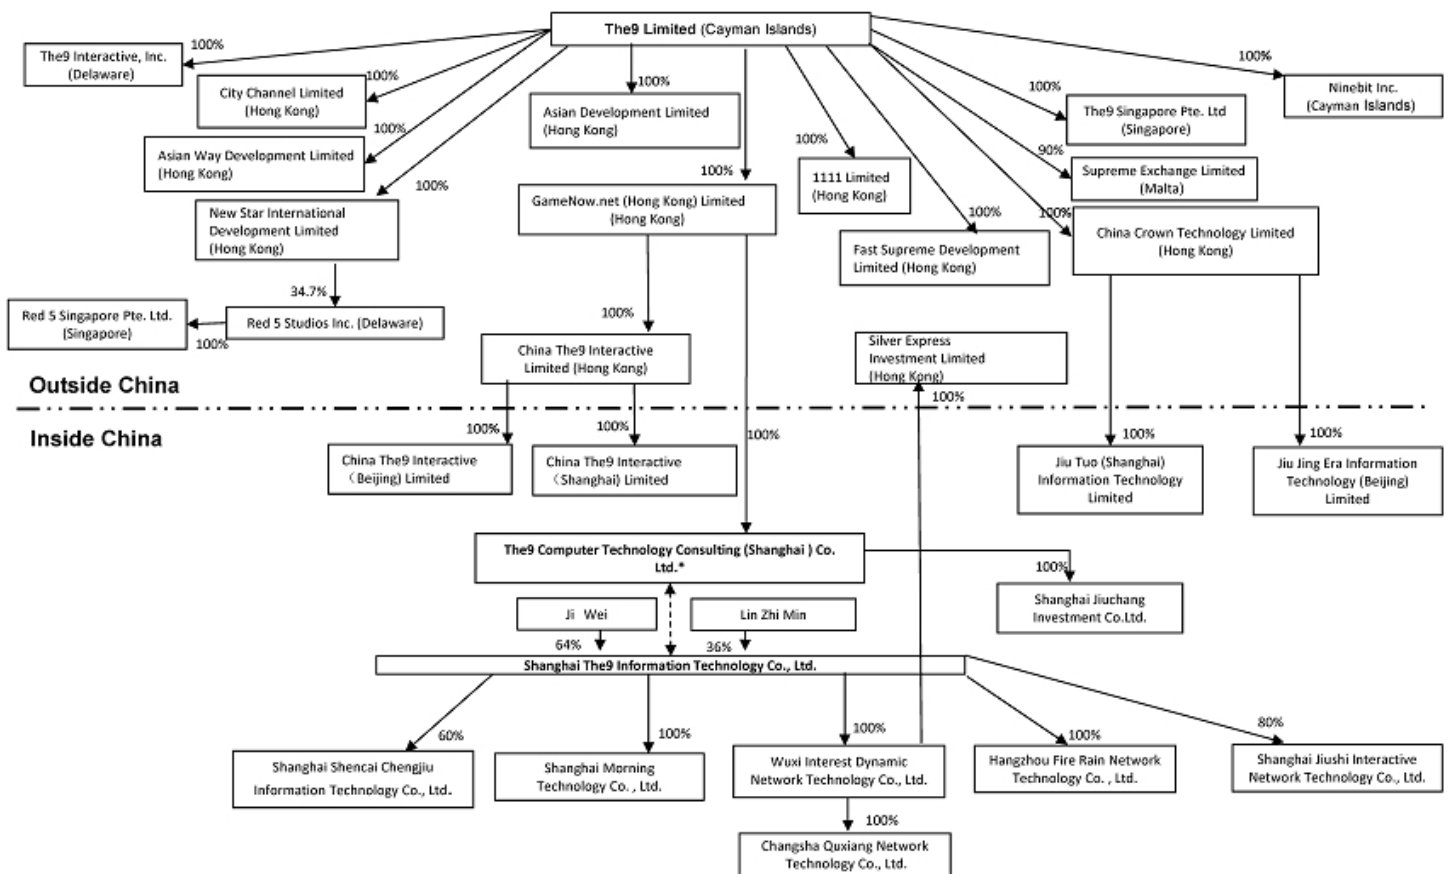 The9 Limited (Cayman Islands)
100%
The9 Interactive, Inc.
(Delaware)
100%
City Channel Limited
(Hong Kong)
100%
Asian Way Development Limited
(Hong Kong)
100%
New Star International
Development Limited
(Hong Kong)
100%
Asian Development Limited
(Hong Kong)
100%
GameNow.net (Hong Kong) Limited
(Hong Kong)
100%
1111 Limited
(Hong Kong)
100%
Fast Supreme Development
Limited (Hong Kong)
100%
The9 Singapore Pte. Ltd
(Singapore)
90%
Supreme Exchange Limited
(Malta)
100%
China Crown Technology Limited
(Hong Kong)
100%
Ninebit Inc.
(Cayman Islands)
34.7%
Red 5 Studios Inc. (Delaware)
100%
Red 5 Singapore Pte. Ltd.
(Singapore)
100%
China The9 Interactive
Limited (Hong Kong)
Silver Express
Investment Limited
(Hong Kong)
100%
Outside China
Inside China
100%
China The9 Interactive
（Beijing) Limited
100%
China The9 Interactive
（Shanghai) Limited
100%
100%
Jiu Tuo (Shanghai)
Information Technology
Limited
100%
Jiu Jing Era Information
Technology (Beijing)
Limited
The9 Computer Technology Consulting (Shanghai ) Co.
Ltd.*
100%
Shanghai Jiuchang
Investment Co.Ltd.
Ji Wei
Lin Zhi Min
64%
36%
Shanghai The9 Information Technology Co., Ltd.
60%
Shanghai Shencai Chengjiu
Information Technology Co., Ltd.
100%
Shanghai Morning
Technology Co. , Ltd.
100%
Wuxi Interest Dynamic
Network Technology Co., Ltd.
100%
Hangzhou Fire Rain Network
Technology Co. , Ltd.
80%
Shanghai Jiushi Interactive
Network Technology Co., Ltd.
100%
Changsha Quxiang Network
Technology Co., Ltd.